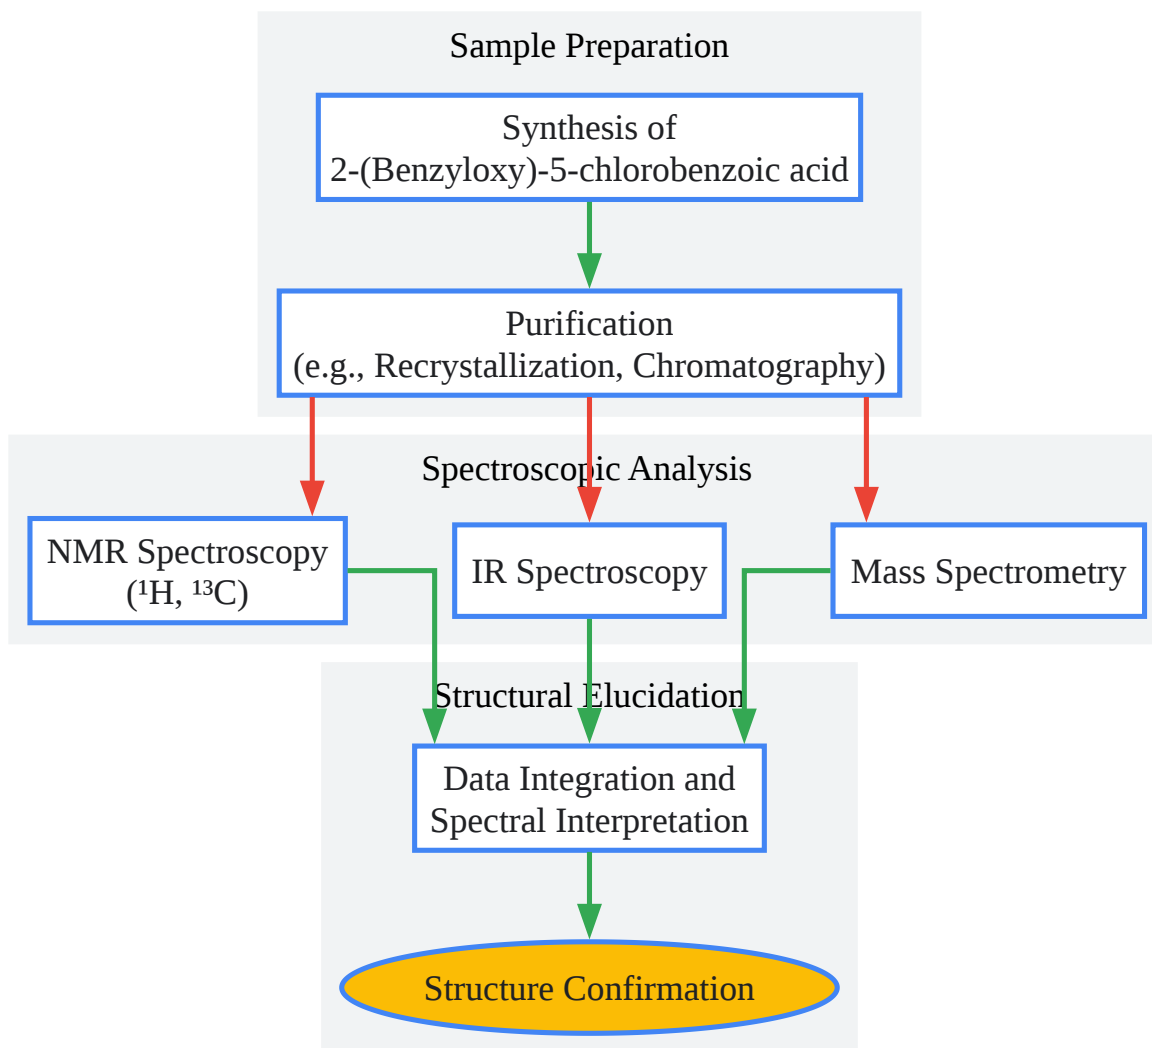 Sample Preparation
Synthesis of
2-(Benzyloxy)-5-chlorobenzoic acid
Purification
(e.g., Recrystallization, Chromatography)
Spectroscopic Analysis
NMR Spectroscopy
(¹H, ¹³C)
IR Spectroscopy
Mass Spectrometry
Structural Elucidation
Data Integration and
Spectral Interpretation
Structure Confirmation